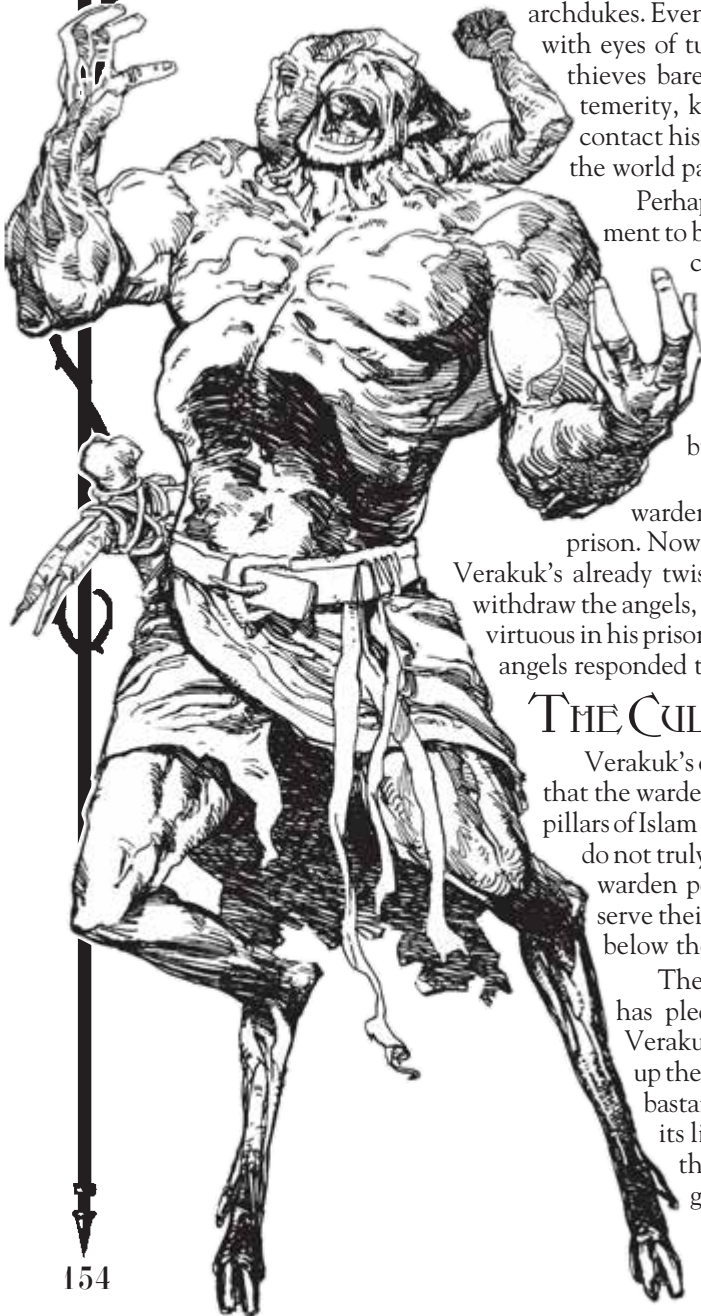 archdukes. Even
with eyes of tu
thieves bare
temerity, k
contact his
the world pa
Perhap
ment to b
c
b
warden
prison. Now
Verakuk's already twis
withdraw the angels,
virtuous in his prison
angels responded t
THE CUL
Verakuk's c
that the warde
pillars of Islam
do not truly
warden p
serve thei
below the
The
has plec
Veraku
up the
basta
its li
th
g
154